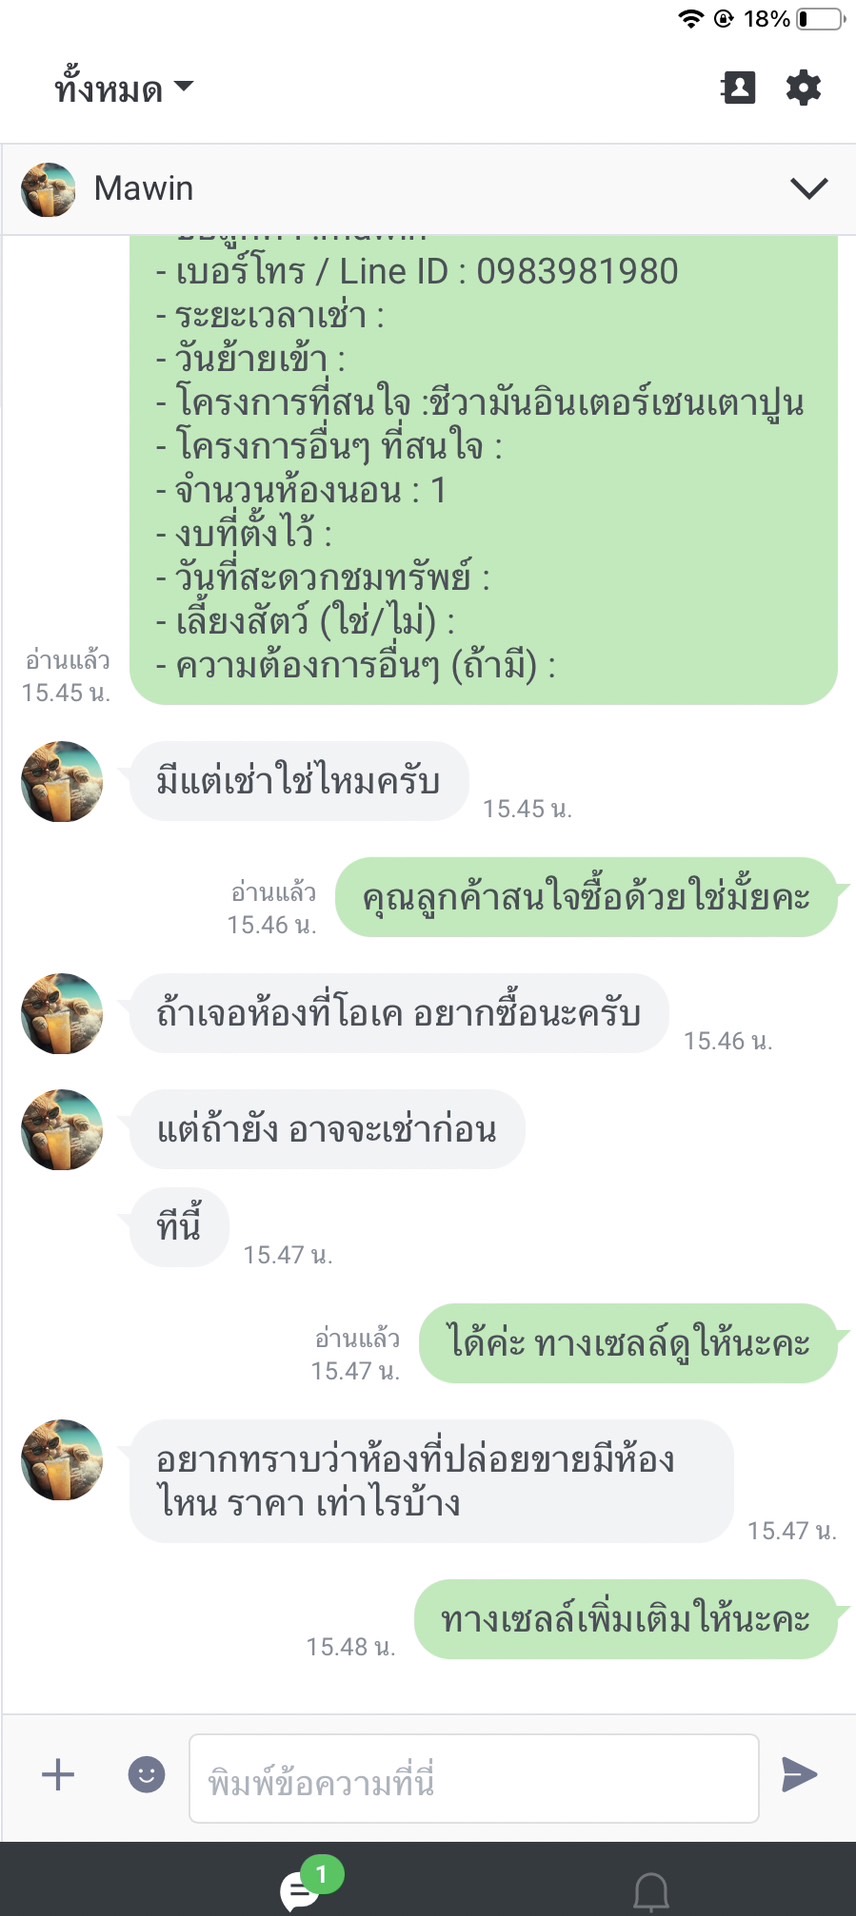 18%
ทั้งหมด
Mawin
- เบอร์โทร / Line ID : 0983981980
- ระยะเวลาเช่า :
- วันย้ายเข้า :
- โครงการที่สนใจ :ชีวามันอินเตอร์เชนเตาปูน
- โครงการอื่นๆ ที่สนใจ :
- จำนวนห้องนอน : 1
- งบที่ตั้งไว้ :
- วันที่สะดวกชมทรัพย์ :
- เลี้ยงสัตว์ (ใช่/ไม่) :
- ความต้องการอื่นๆ (ถ้ามี) :
อ่านแล้ว
15.45 น.
มีแต่เช่าใช่ไหมครับ
15.45 น.
คุณลูกค้าสนใจซื้อด้วยใช่มั้ยคะ
อ่านแล้ว
15.46 น.
ถ้าเจอห้องที่โอเค อยากซื้อนะครับ
15.46 น.
แต่ถ้ายัง อาจจะเช่าก่อน
ทีนี้
15.47 น.
ได้ค่ะ ทางเซลล์ดูให้นะคะ
อ่านแล้ว
15.47 น.
อยากทราบว่าห้องที่ปล่อยขายมีห้อง
ไหน ราคา เท่าไรบ้าง
15.47 น.
ทางเซลล์เพิ่มเติมให้นะคะ
15.48 น.
พิมพ์ข้อความที่นี่
1